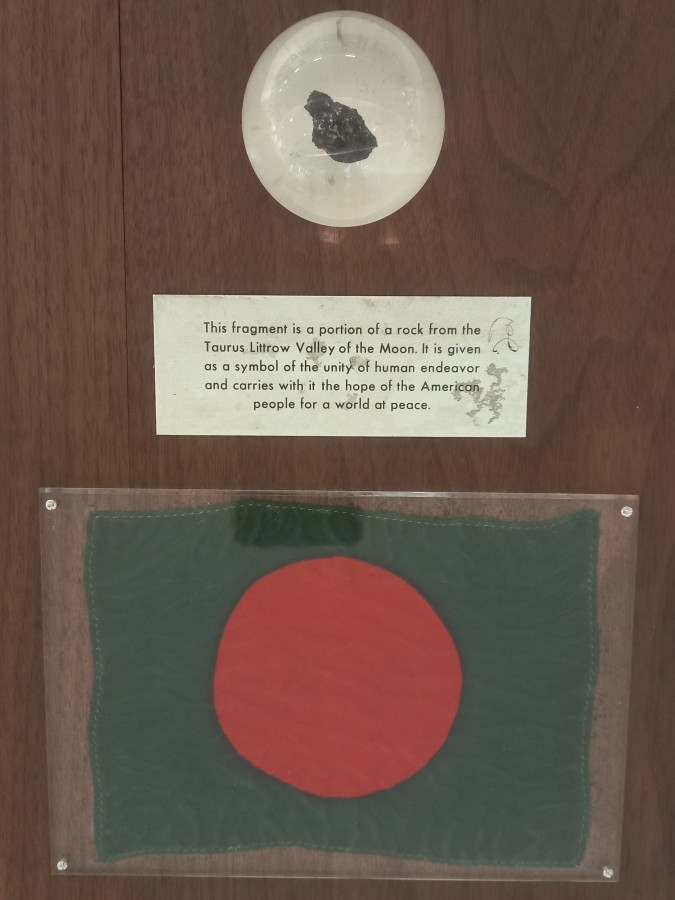 This fragment is a portion of a rock from the
Taurus Littrow Valley of the Moon. It is given
as a symbol of the unity of human endeavor
and carries with it the hope of the American
people for a world at peace.